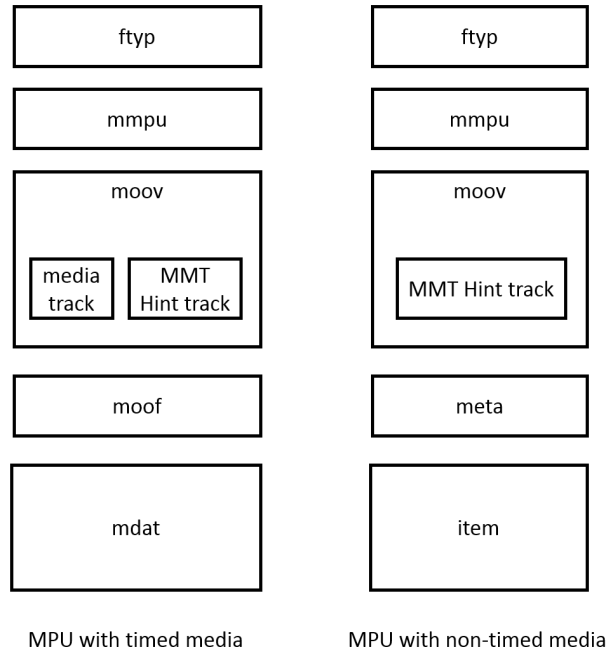 ftyp
mmpu
moov
media
track
MMT
Hint track
moof
mdat
MPU with timed media
ftyp
mmpu
moov
MMT Hint track
meta
item
MPU with non-timed media